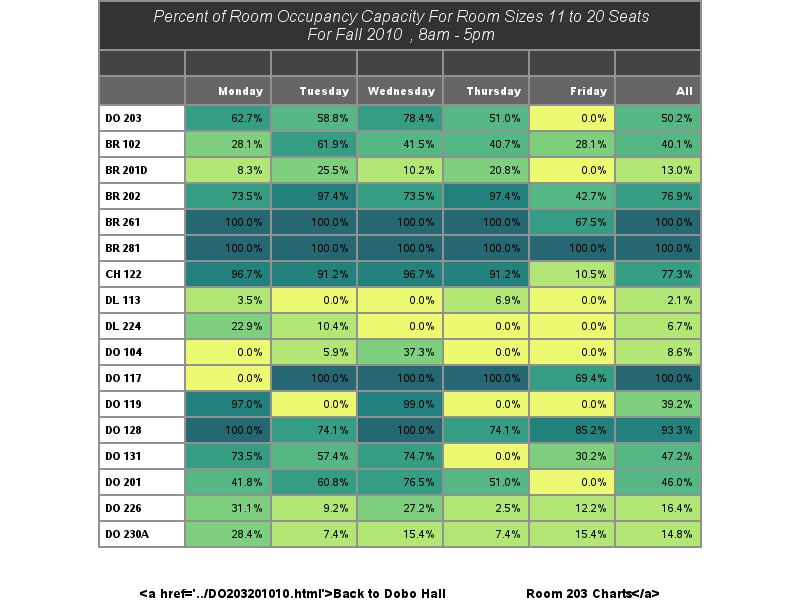 Percent of Room Occupancy Capacity For Room Sizes 11 to 20 Seats
For Fall 2010 , 8am - 5pm
Monday Tuesday Wednesday Thursday Friday All
DO 203 62.7% 58.8% 78.4% 51.0% 0.0% 50.2%
BR 102 28.1% 61.9% 41.5% 40.7% 28.1% 40.1%
BR 201D 8.3% 25.5% 10.2% 20.8% 0.0% 13.0%
BR 202 73.5% 97.4% 73.5% 97.4% 42.7% 76.9%
BR 261 100.0% 100.0% 100.0% 100.0% 67.5% 100.0%
BR 281 100.0% 100.0% 100.0% 100.0% 100.0% 100.0%
CH 122 96.7% 91.2% 96.7% 91.2% 10.5% 77.3%
DL 113 3.5% 0.0% 0.0% 6.9% 0.0% 2.1%
DL 224 22.9% 10.4% 0.0% 0.0% 0.0% 6.7%
DO 104 0.0% 5.9% 37.3% 0.0% 0.0% 8.6%
DO 117 0.0% 100.0% 100.0% 100.0% 69.4% 100.0%
DO 119 97.0% 0.0% 99.0% 0.0% 0.0% 39.2%
DO 128 100.0% 74.1% 100.0% 74.1% 85.2% 93.3%
DO 131 73.5% 57.4% 74.7% 0.0% 30.2% 47.2%
DO 201 41.8% 60.8% 76.5% 51.0% 0.0% 46.0%
DO 226 31.1% 9.2% 27.2% 2.5% 12.2% 16.4%
DO 230A 28.4% 7.4% 15.4% 7.4% 15.4% 14.8%
<a href='../DO203201010.html'>Back to Dobo Hall Room 203 Charts</a>